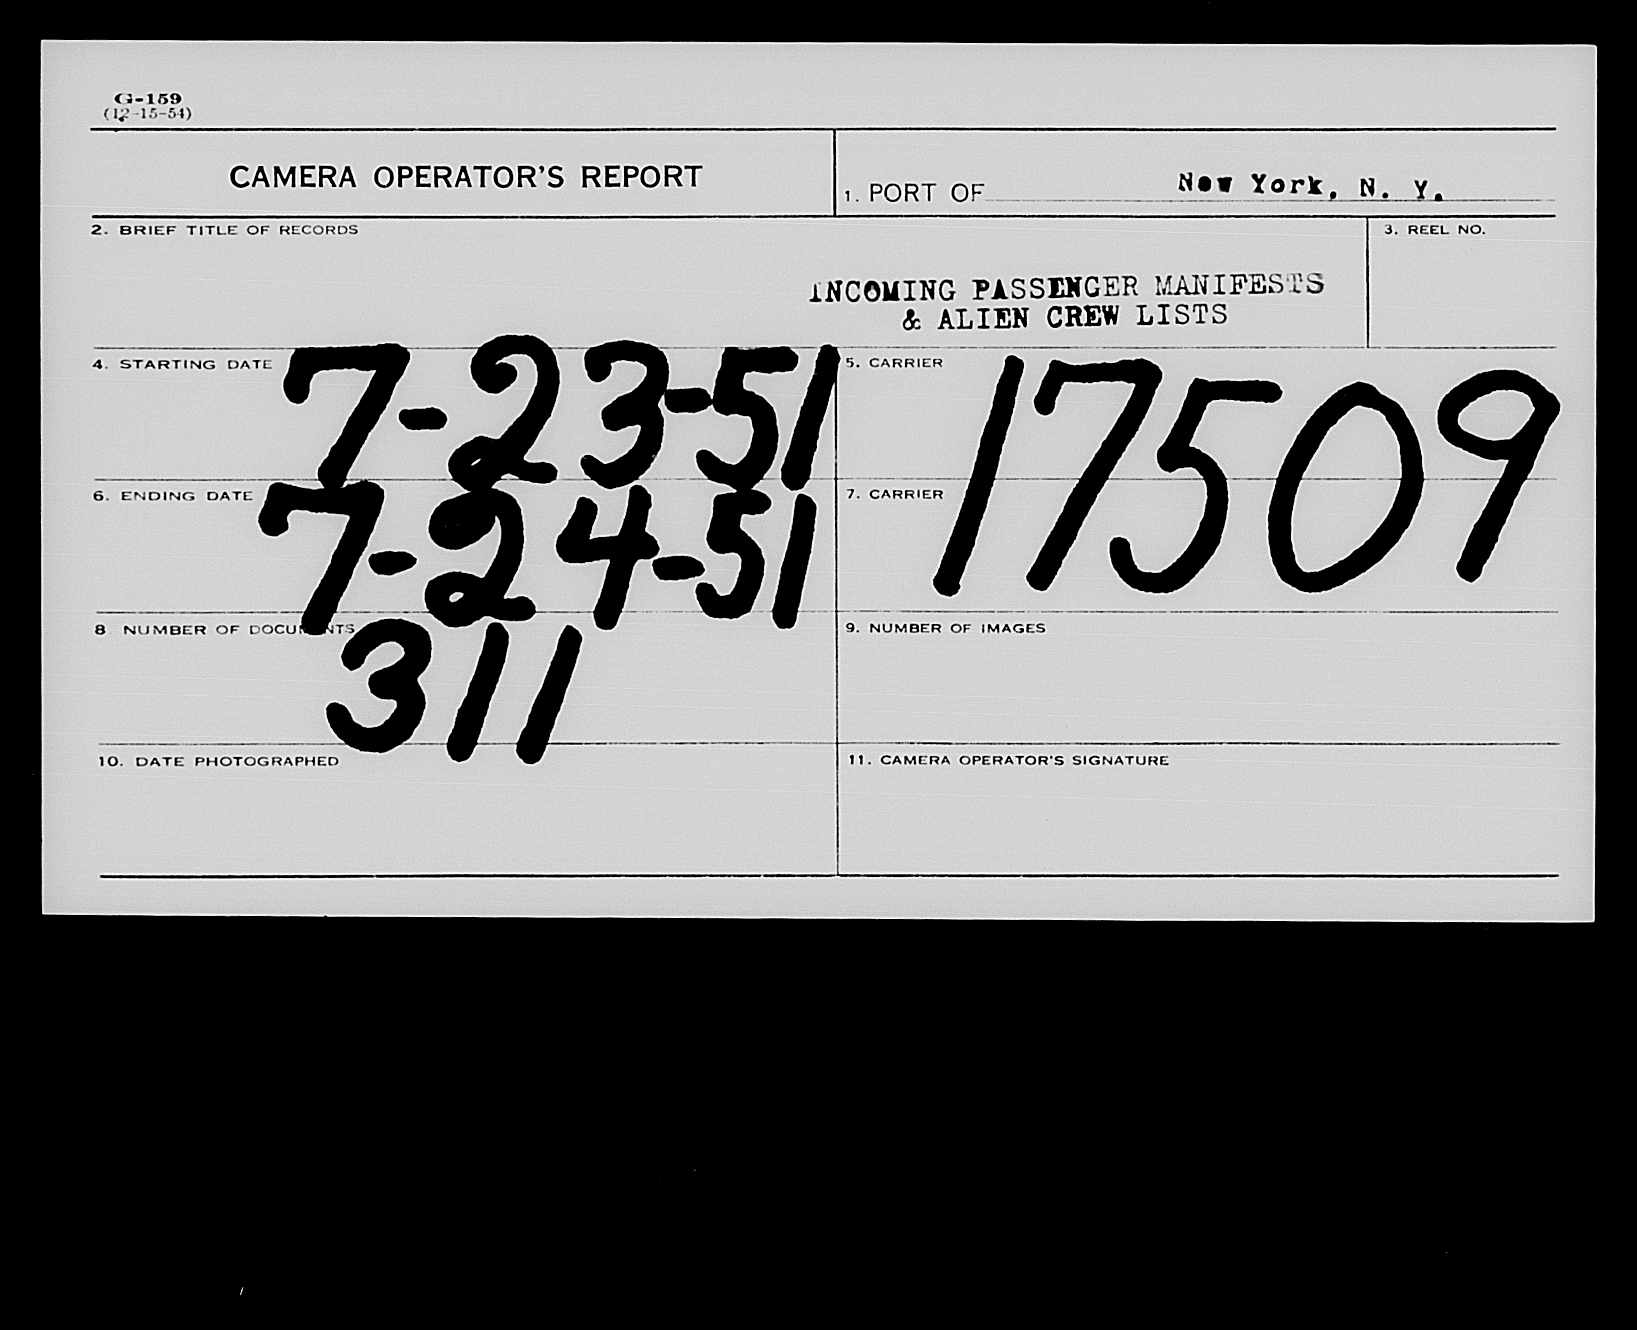 G-159
(12-15-54)
CAMERA OPERATOR'S REPORT
1. PORT OF New York, N. Y.
2. BRIEF TITLE OF RECORDS
3. REEL NO.
INCOMING PASSENGER MANIFESTS
& ALIEN CREW LISTS
4. STARTING DATE 7-23-51
5. CARRIER
17509
6. ENDING DATE 7-24-51
7. CARRIER
8 NUMBER OF DOCUMENTS
311
9. NUMBER OF IMAGES
10. DATE PHOTOGRAPHED
11. CAMERA OPERATOR'S SIGNATURE